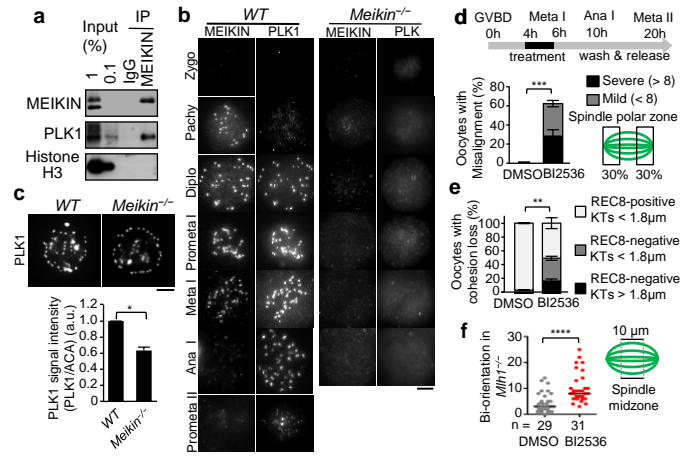 a
Input
(%)
IP
1
0.1
IgG
MEIKIN
MEIKIN
PLK1
Histone
H3
b
WT
Meikin−/−
MEIKIN PLK1 MEIKIN PLK
Zygo
Pachy
Diplo
Prometa I
Meta I
Ana I
Prometa II
c
WT
Meikin−/−
PLK1
PLK1 signal intensity
(PLK1/ACA) (a.u.)
1.2
1
0.8
0.6
0.4
0.2
0
*
WT
Meikin−/−
d
GVBD Meta I Ana I Meta II
0h 4h 6h 10h 20h
treatment wash & release
Oocytes with
Misalignment (%)
80
60
40
20
0
***
DMSO BI2536
Severe (> 8)
Mild (< 8)
Spindle polar zone
30% 30%
e
Oocytes with
cohesion loss (%)
100
80
60
40
20
0
**
DMSO BI2536
REC8-positive
KTs < 1.8μm
REC8-negative
KTs < 1.8μm
REC8-negative
KTs > 1.8μm
f
Bi-orientation in
Mlh1−/−
30
20
10
0
****
n = 29 31
DMSO BI2536
10 μm
Spindle
midzone